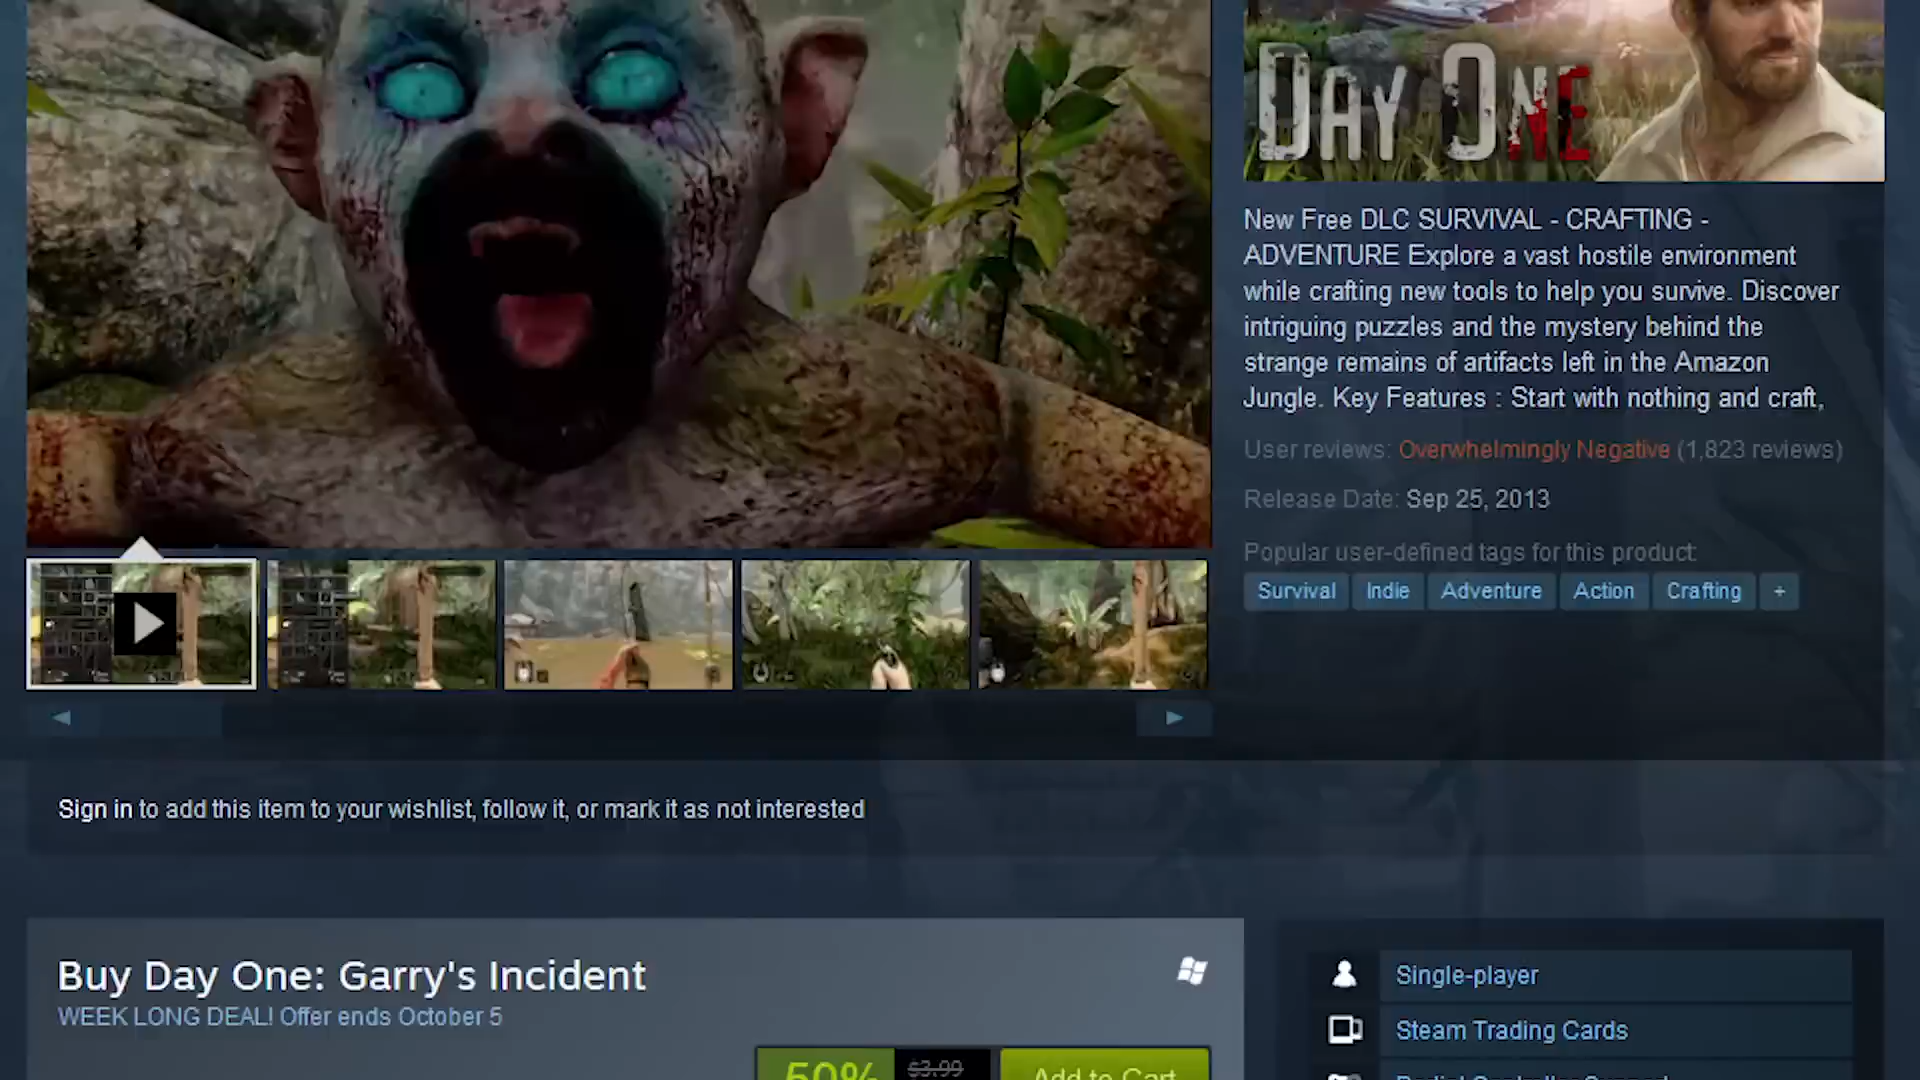 DAY ONE
New Free DLC SURVIVAL - CRAFTING -
ADVENTURE Explore a vast hostile environment
while crafting new tools to help you survive. Discover
intriguing puzzles and the mystery behind the
strange remains of artifacts left in the Amazon
Jungle. Key Features : Start with nothing and craft,
User reviews: Overwhelmingly Negative (1,823 reviews)
Release Date: Sep 25, 2013
Popular user-defined tags for this product:
Survival Indie Adventure Action Crafting +
Sign in to add this item to your wishlist, follow it, or mark it as not interested
Buy Day One: Garry's Incident
WEEK LONG DEAL! Offer ends October 5
50% $3.99 Add to Cart
Single-player
Steam Trading Cards